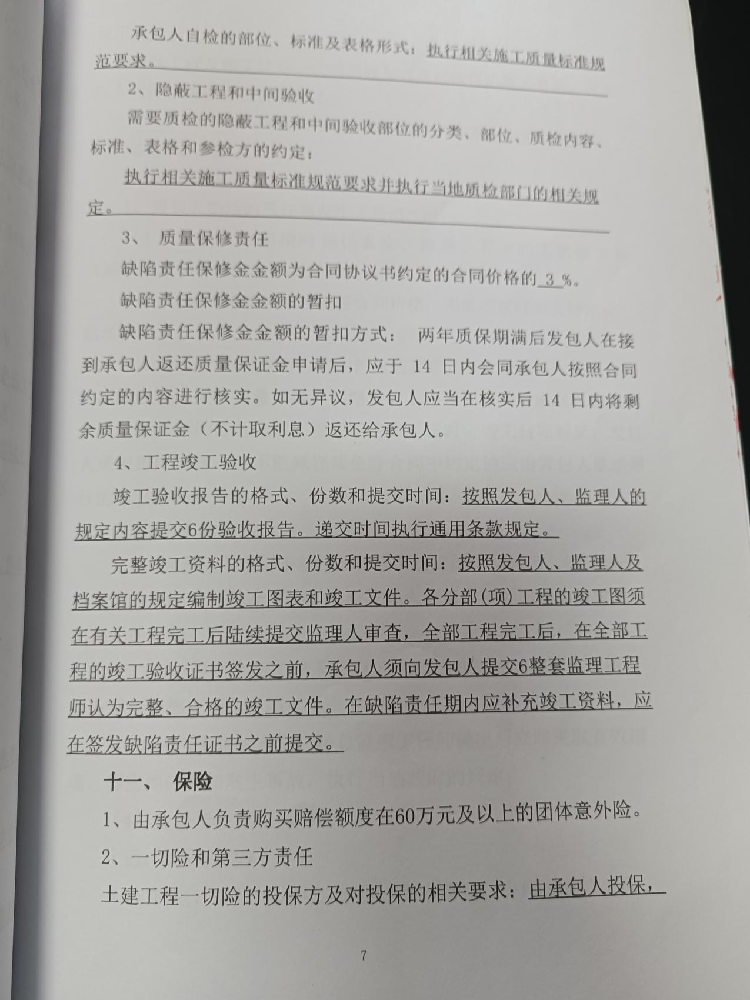 承包人自检的部位、标准及表格形式：执行相关施工质量标准规
范要求。
2、隐蔽工程和中间验收
需要质检的隐蔽工程和中间验收部位的分类、部位、质检内容、
标准、表格和参检方的约定：
执行相关施工质量标准规范要求并执行当地质检部门的相关规
定。
3、 质量保修责任
缺陷责任保修金金额为合同协议书约定的合同价格的 3 %。
缺陷责任保修金金额的暂扣
缺陷责任保修金金额的暂扣方式： 两年质保期满后发包人在接
到承包人返还质量保证金申请后，应于 14 日内会同承包人按照合同
约定的内容进行核实。如无异议，发包人应当在核实后 14 日内将剩
余质量保证金（不计取利息）返还给承包人。
4、工程竣工验收
竣工验收报告的格式、份数和提交时间：按照发包人、监理人的
规定内容提交6份验收报告。递交时间执行通用条款规定。
完整竣工资料的格式、份数和提交时间：按照发包人、监理人及
档案馆的规定编制竣工图表和竣工文件。各分部(项)工程的竣工图须
在有关工程完工后陆续提交监理人审查，全部工程完工后，在全部工
程的竣工验收证书签发之前，承包人须向发包人提交6整套监理工程
师认为完整、合格的竣工文件。在缺陷责任期内应补充竣工资料，应
在签发缺陷责任证书之前提交。
十一、 保险
1、由承包人负责购买赔偿额度在60万元及以上的团体意外险。
2、一切险和第三方责任
土建工程一切险的投保方及对投保的相关要求：由承包人投保，
7